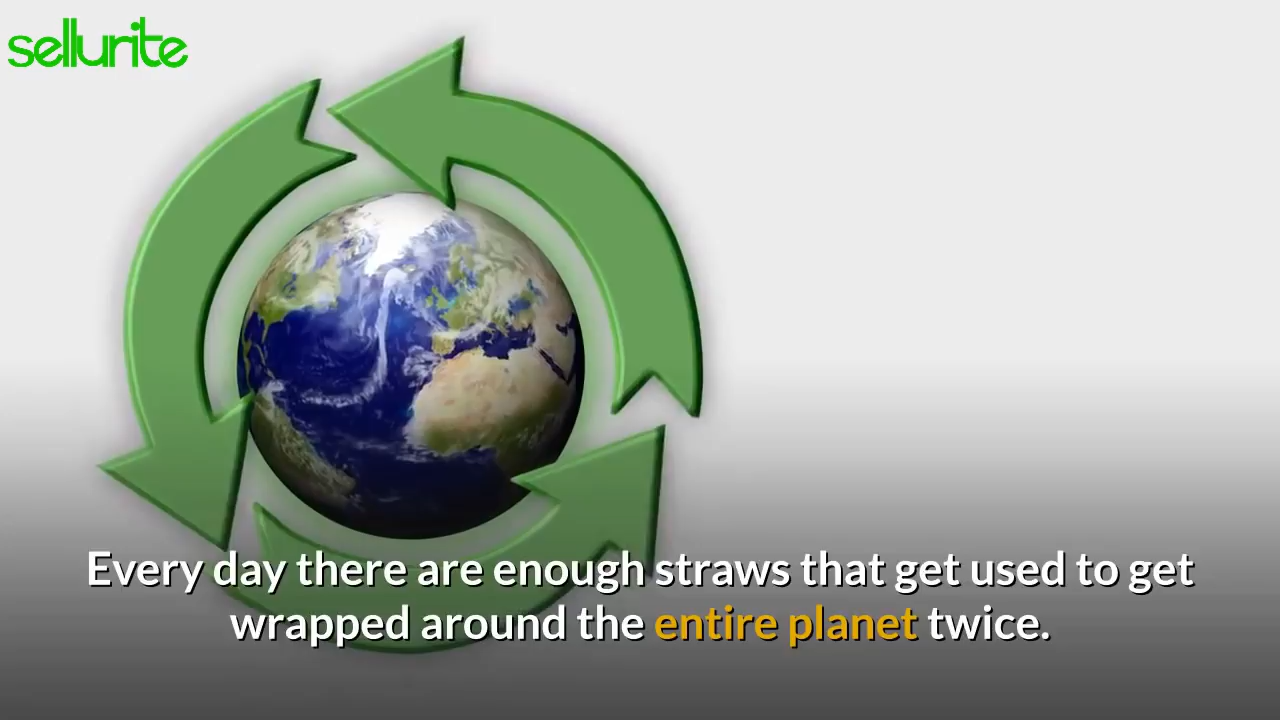 sellurite
Every day there are enough straws that get used to get
wrapped around the entire planet twice.